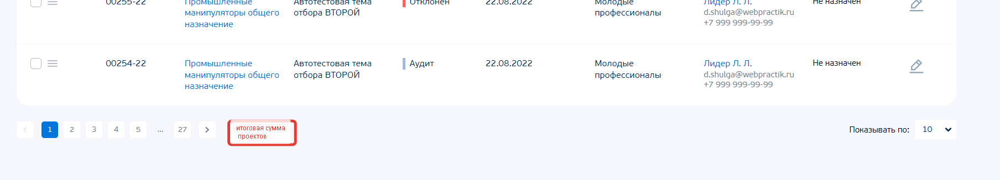 00255-22 Промышленные Автотестовая тема Отклонен 22.08.2022 Молодые Лидер Л. Л. Не назначен
манипуляторы общего отбора ВТОРОЙ профессионалы d.shulga@webpractik.ru
назначение +7 999 999-99-99
00254-22 Промышленные Автотестовая тема Аудит 22.08.2022 Молодые Лидер Л. Л. Не назначен
манипуляторы общего отбора ВТОРОЙ профессионалы d.shulga@webpractik.ru
назначение +7 999 999-99-99
1 2 3 4 5 ... 27 итоговая сумма Показывать по: 10
проектов